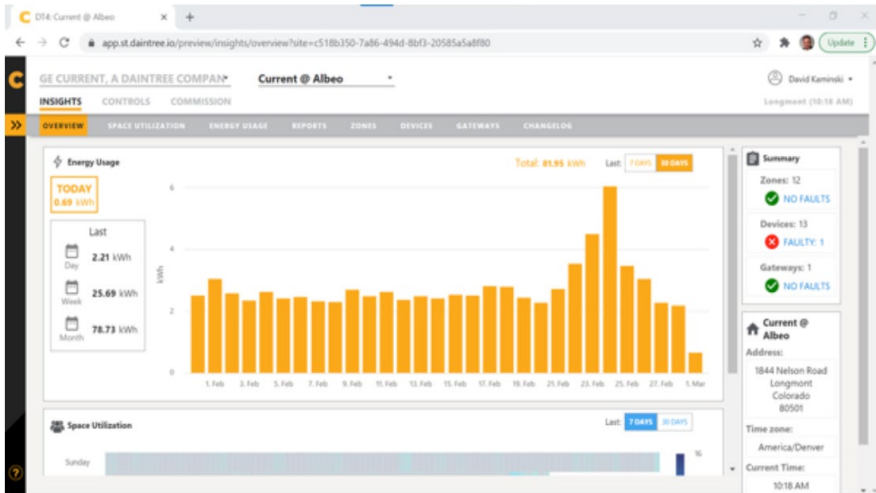 DT4: Current @ Albeo
app.st.daintree.io/preview/insights/overview?site=c518b350-7a86-494d-8bf3-20585a5a8f80
Update
GE CURRENT, A DAINTREE COMPAN
Current @ Albeo
David Kaminski
INSIGHTS CONTROLS COMMISSION
Longmont (10:18 AM)
OVERVIEW SPACE UTILIZATION ENERGY USAGE REPORTS ZONES DEVICES GATEWAYS CHANGELOG
Energy Usage
Total: 81.95 kWh
Last: 7 DAYS 30 DAYS
TODAY
0.69 kWh
Last
Day 2.21 kWh
Week 25.69 kWh
Month 78.73 kWh
kWh
6
4
2
0
1. Feb 3. Feb 5. Feb 7. Feb 9. Feb 11. Feb 13. Feb 15. Feb 17. Feb 19. Feb 21. Feb 23. Feb 25. Feb 27. Feb 1. Mar
Space Utilization
Last: 7 DAYS 30 DAYS
Sunday
16
Summary
Zones: 12
NO FAULTS
Devices: 13
FAULTY: 1
Gateways: 1
NO FAULTS
Current @
Albeo
Address:
1844 Nelson Road
Longmont
Colorado
80501
Time zone:
America/Denver
Current Time:
10:18 AM